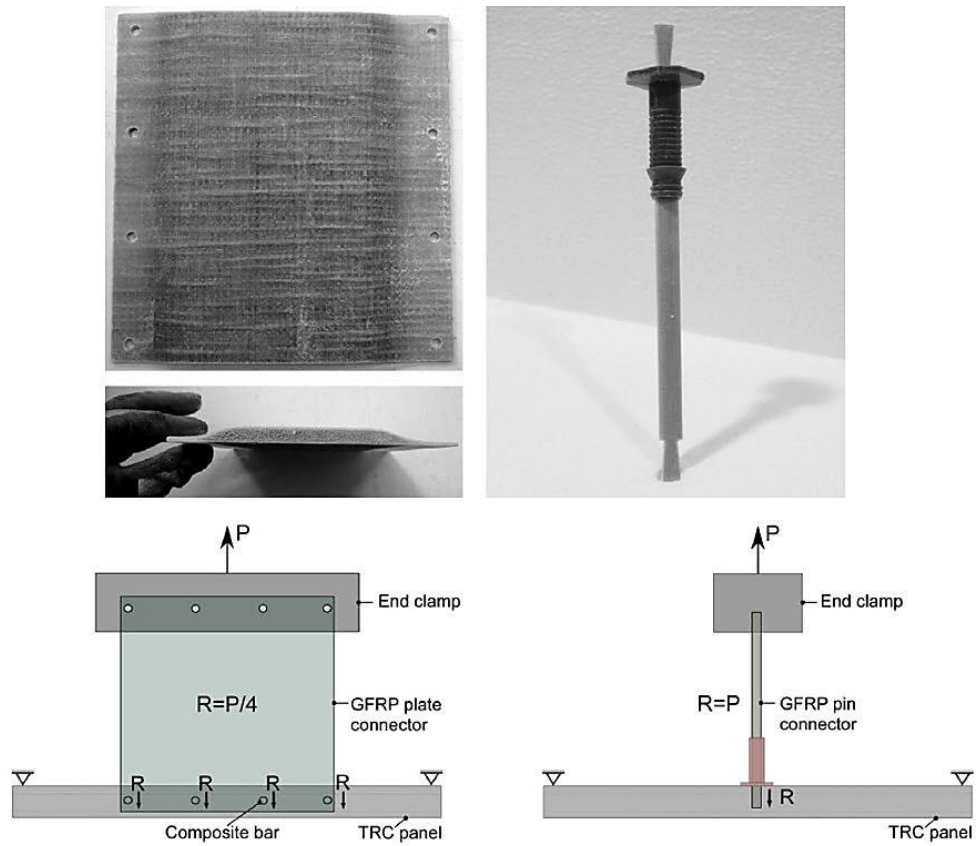 P
End clamp
R=P/4
GFRP plate
connector
R
R
R
R
Composite bar
TRC panel
P
End clamp
R=P
GFRP pin
connector
R
TRC panel